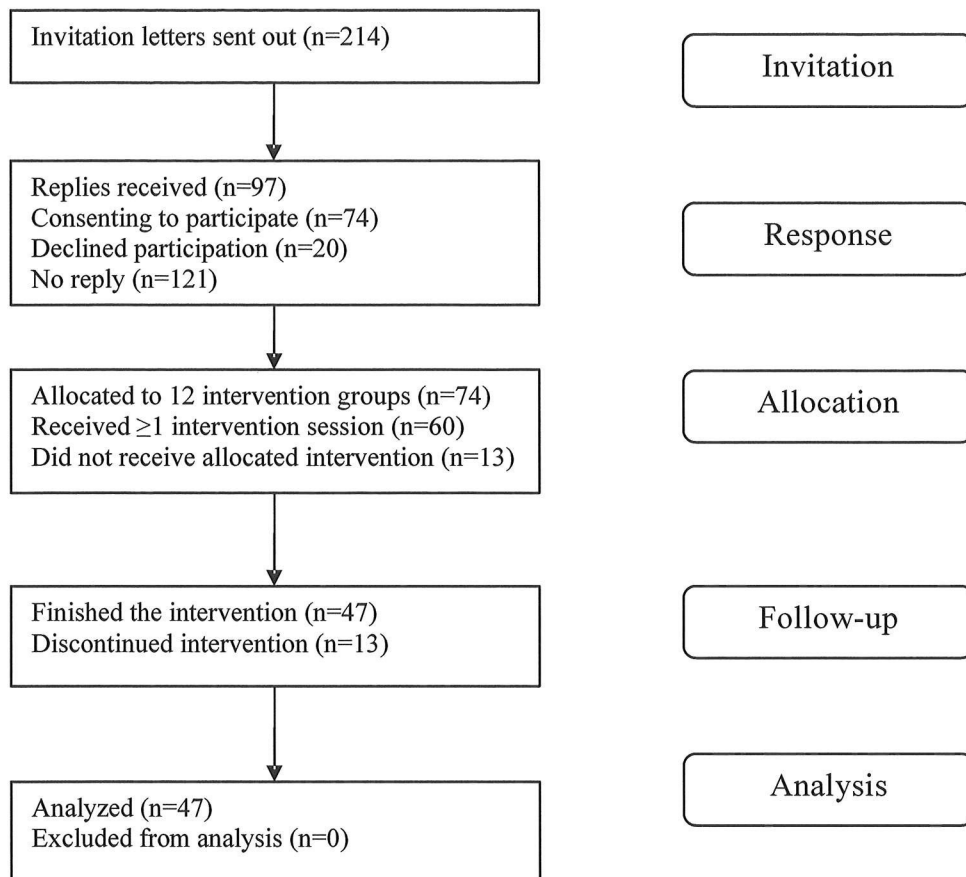 Invitation letters sent out (n=214)
Invitation
Replies received (n=97)
Consenting to participate (n=74)
Declined participation (n=20)
No reply (n=121)
Response
Allocated to 12 intervention groups (n=74)
Received ≥1 intervention session (n=60)
Did not receive allocated intervention (n=13)
Allocation
Finished the intervention (n=47)
Discontinued intervention (n=13)
Follow-up
Analyzed (n=47)
Excluded from analysis (n=0)
Analysis